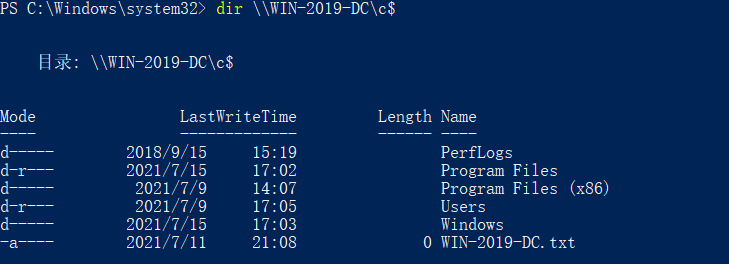 PS C:\Windows\system32> dir \\WIN-2019-DC\c$
目录: \\WIN-2019-DC\c$
Mode                 LastWriteTime         Length Name
----                 -------------         ------ ----
d-----        2018/9/15     15:19                PerfLogs
d-r---        2021/7/15     17:02                Program Files
d-----         2021/7/9     14:07                Program Files (x86)
d-r---         2021/7/9     17:05                Users
d-----        2021/7/15     17:03                Windows
-a----        2021/7/11     21:08              0 WIN-2019-DC.txt